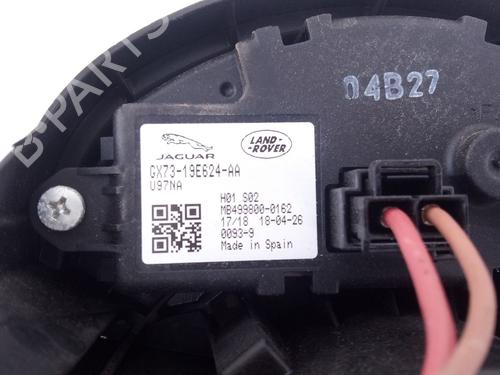 B-PARTS
04B27
JAGUAR
LAND-
ROVER
GX73-19E624-AA
U97NA
H01 S02
MB499800-0162
17/18 18-04-26
0093-9
Made in Spain